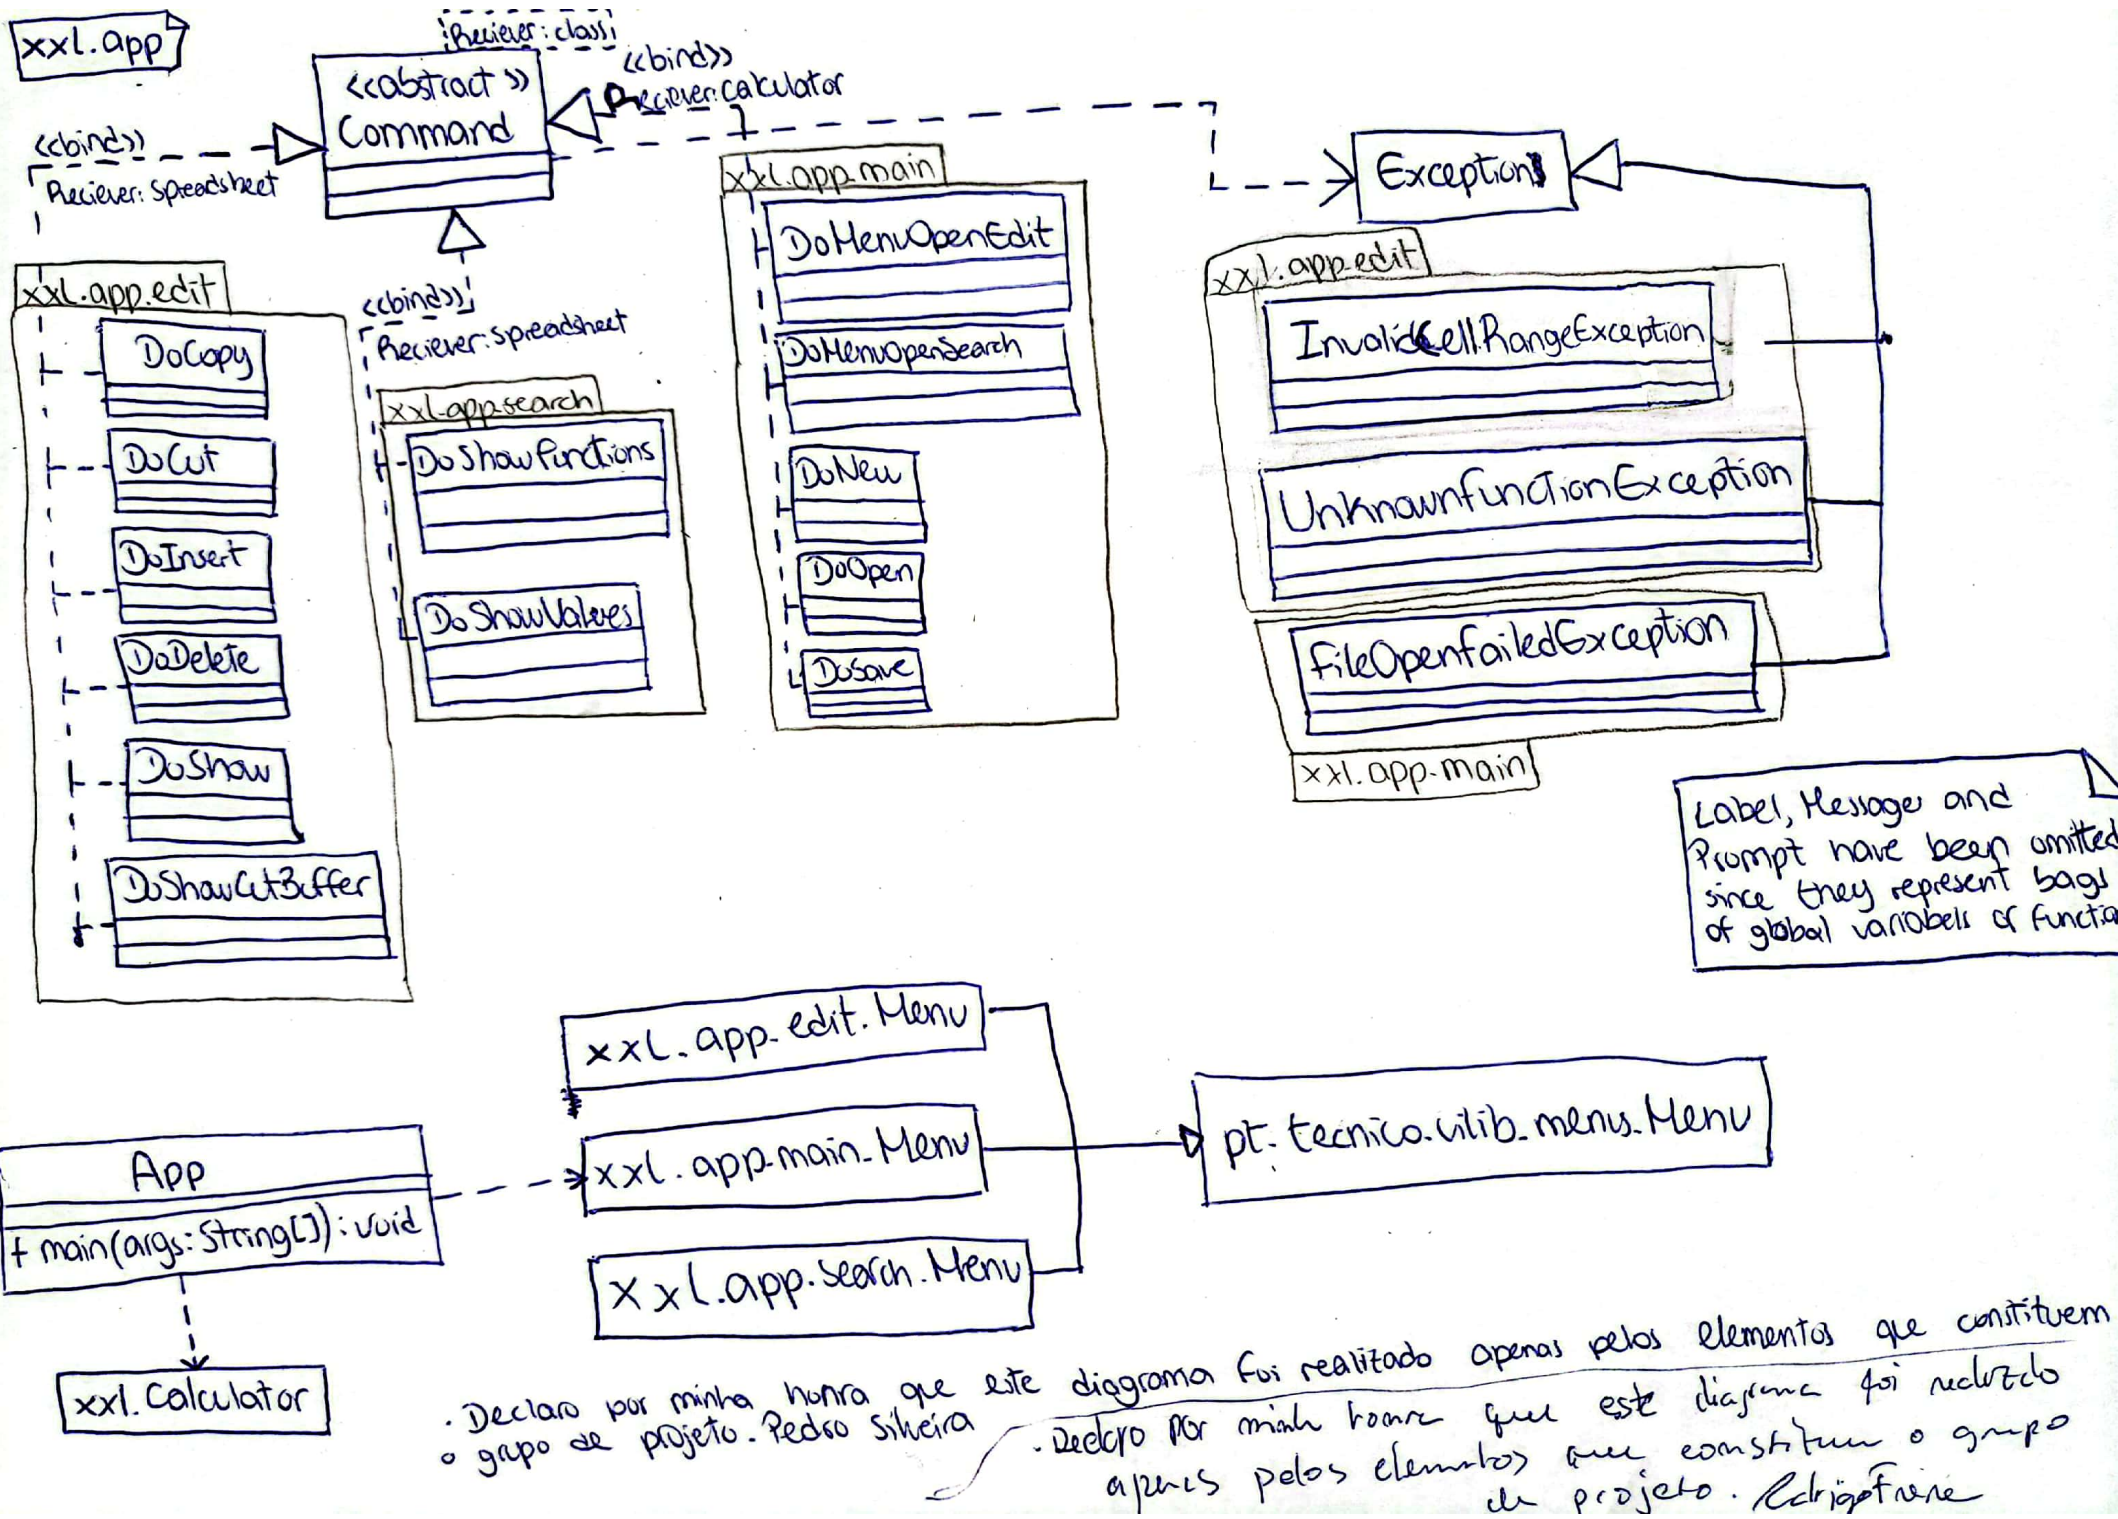 xxl.app
Reciever: class
<<abstract>>
Command
<<bind>>
Reciever: Spreadsheet
<<bind>>
Reciever: Calculator
<<bind>>
Reciever: Spreadsheet
xxl.app.edit
DoCopy
DoCut
DoInsert
DoDelete
DoShow
DoShowCutBuffer
xxl.app.search
DoShowFunctions
DoShowValues
xxl.app.main
DoMenuOpenEdit
DoMenuOpenSearch
DoNew
DoOpen
DoSave
Exception
xxl.app.edit
InvalidCellRangeException
UnknownFunctionException
FileOpenFailedException
xxl.app.main
Label, Message and
Prompt have been omitted
since they represent bags
of global variabels of
xxl.app.edit.Menu
xxl.app.main.Menu
xxl.app.search.Menu
pt.tecnico.uilib.menus.Menu
App
+ main(args: String[]): void
xxl.Calculator
. Declaro por minha honra que este diagrama foi realizado apenas pelos elementos que constituem
o grupo de projeto. Pedro Silveira
. Declaro por minha honra que este diagrama foi
apenas pelos elementos que constituem o grupo
de projeto. Freire